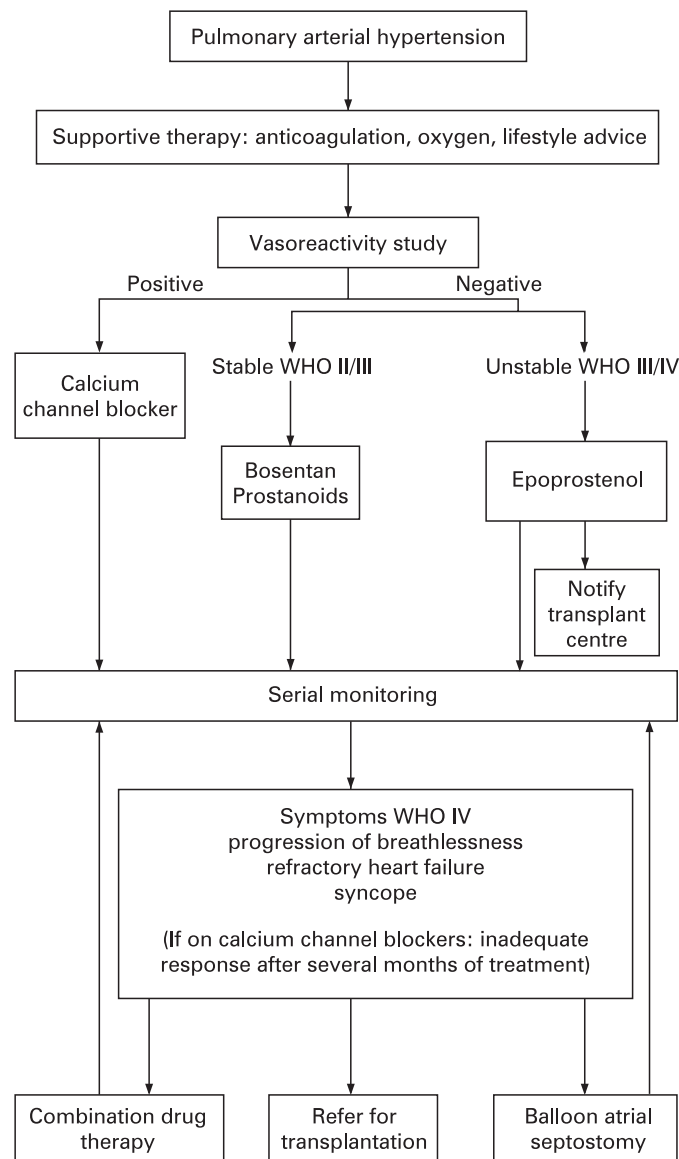 Pulmonary arterial hypertension
Supportive therapy: anticoagulation, oxygen, lifestyle advice
Vasoreactivity study
Positive
Negative
Calcium
channel blocker
Stable WHO II/III
Unstable WHO III/IV
Bosentan
Prostanoids
Epoprostenol
Notify
transplant
centre
Serial monitoring
Symptoms WHO IV
progression of breathlessness
refractory heart failure
syncope
(If on calcium channel blockers: inadequate
response after several months of treatment)
Combination drug
therapy
Refer for
transplantation
Balloon atrial
septostomy